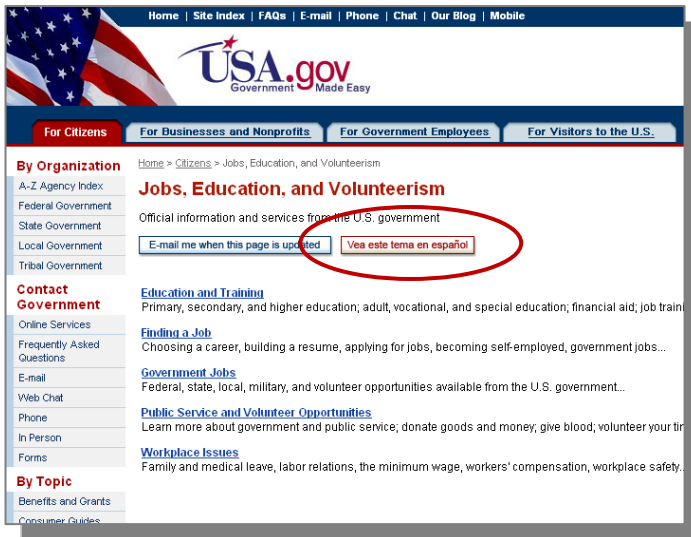 Home | Site Index | FAQs | E-mail | Phone | Chat | Our Blog | Mobile
USA.gov
Government Made Easy
For Citizens
For Businesses and Nonprofits
For Government Employees
For Visitors to the U.S.
By Organization
A-Z Agency Index
Federal Government
State Government
Local Government
Tribal Government
Contact
Government
Online Services
Frequently Asked
Questions
E-mail
Web Chat
Phone
In Person
Forms
By Topic
Benefits and Grants
Consumer Guides
Home > Citizens > Jobs, Education, and Volunteerism
Jobs, Education, and Volunteerism
Official information and services from the U.S. government
E-mail me when this page is updated
Vea este tema en español
Education and Training
Primary, secondary, and higher education; adult, vocational, and special education; financial aid; job traini
Finding a Job
Choosing a career, building a resume, applying for jobs, becoming self-employed, government jobs...
Government Jobs
Federal, state, local, military, and volunteer opportunities available from the U.S. government...
Public Service and Volunteer Opportunities
Learn more about government and public service; donate goods and money; give blood; volunteer your
Workplace Issues
Family and medical leave, labor relations, the minimum wage, workers' compensation, workplace safety..